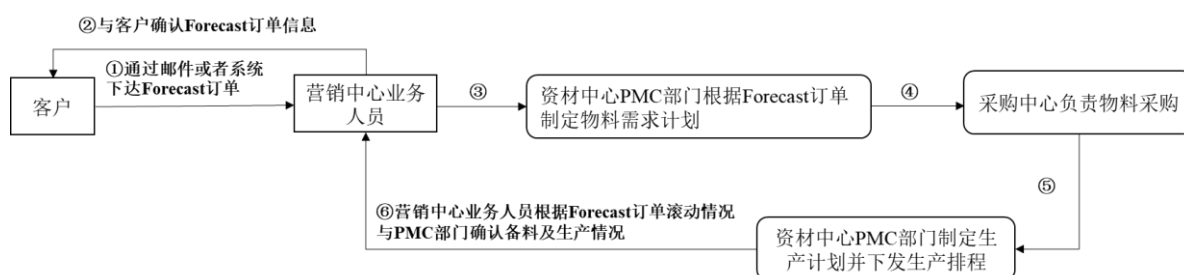 ②与客户确认Forecast订单信息
①通过邮件或者系统
下达Forecast订单
客户
营销中心业务
人员
③
资材中心PMC部门根据Forecast订单
制定物料需求计划
④
采购中心负责物料采购
⑤
⑥营销中心业务人员根据Forecast订单滚动情况
与PMC部门确认备料及生产情况
资材中心PMC部门制定生
产计划并下发生产排程